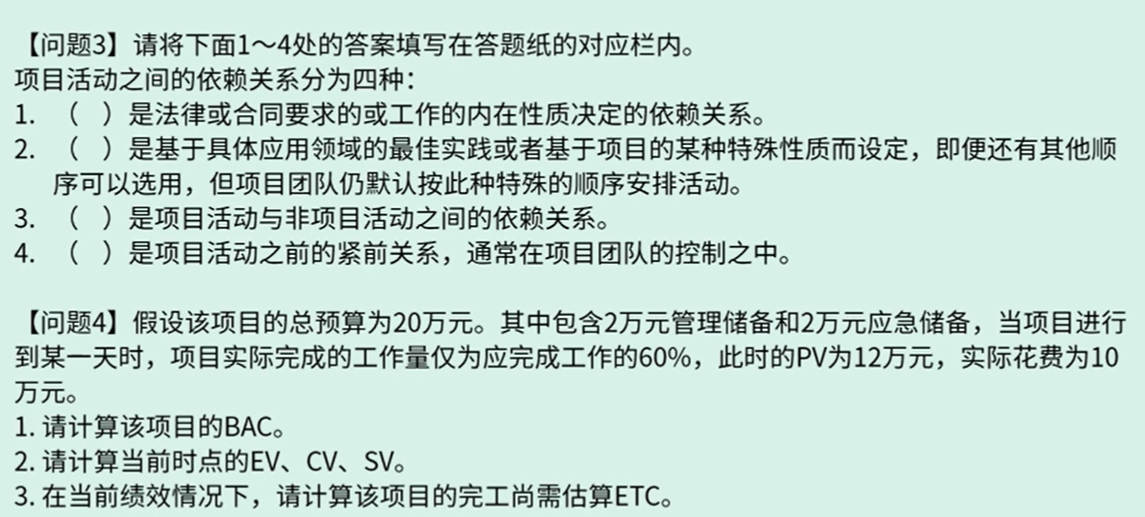 【问题3】请将下面1～4处的答案填写在答题纸的对应栏内。
项目活动之间的依赖关系分为四种：
1. （ ）是法律或合同要求的或工作的内在性质决定的依赖关系。
2. （ ）是基于具体应用领域的最佳实践或者基于项目的某种特殊性质而设定，即便还有其他顺
序可以选用，但项目团队仍默认按此种特殊的顺序安排活动。
3. （ ）是项目活动与非项目活动之间的依赖关系。
4. （ ）是项目活动之前的紧前关系，通常在项目团队的控制之中。
【问题4】假设该项目的总预算为20万元。其中包含2万元管理储备和2万元应急储备，当项目进行
到某一天时，项目实际完成的工作量仅为应完成工作的60%，此时的PV为12万元，实际花费为10
万元。
1. 请计算该项目的BAC。
2. 请计算当前时点的EV、CV、SV。
3. 在当前绩效情况下，请计算该项目的完工尚需估算ETC。